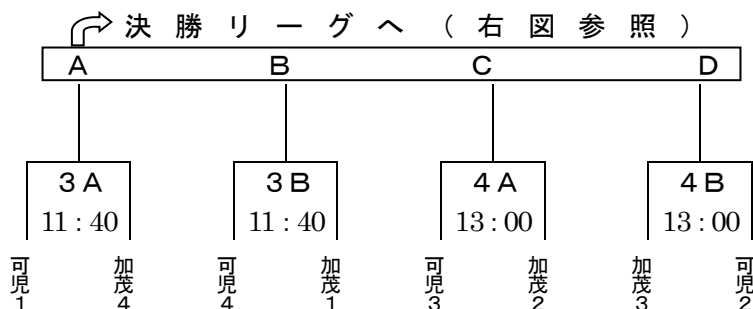 決勝リーグへ（右図参照）
A B C D
3A 3B 4A 4B
11:40 11:40 13:00 13:00
可児1 加茂4 可児4 加茂1 可児3 加茂2 加茂3 可児2